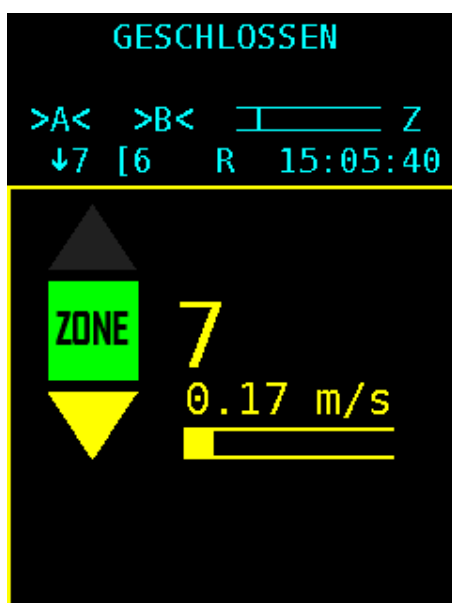 GESCHLOSSEN
>A< >B< Z
↓7 [6 R 15:05:40
ZONE
7
0.17 m/s